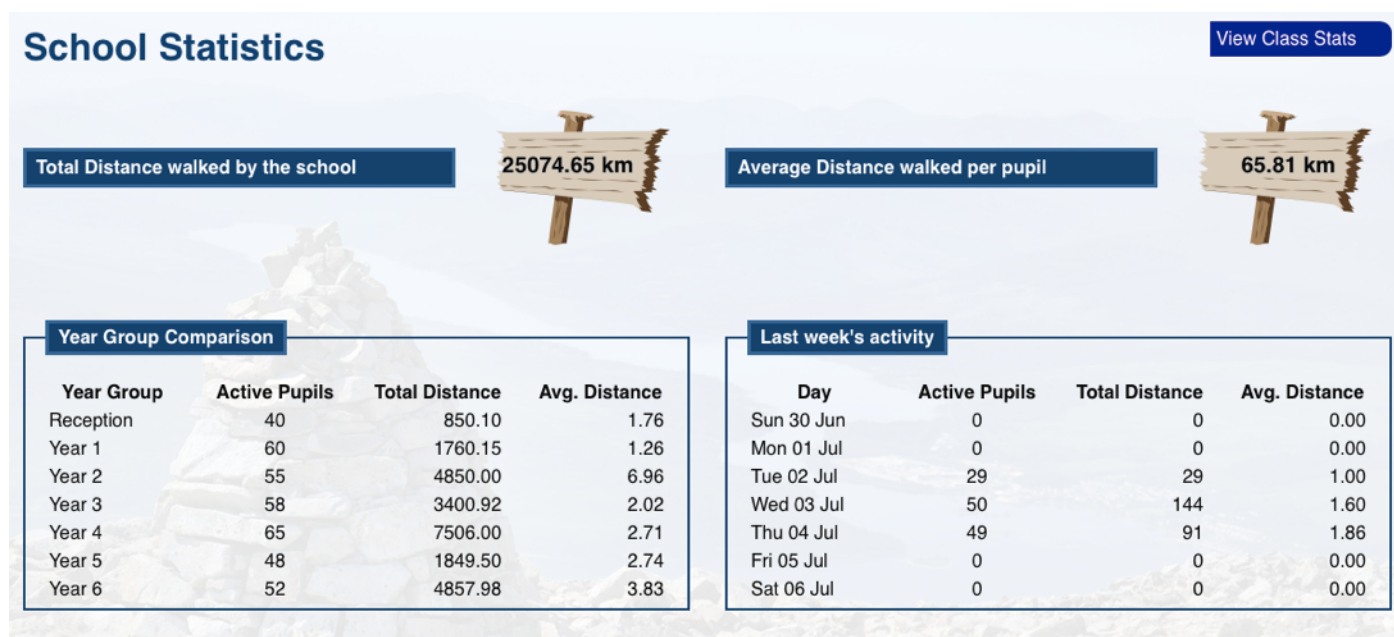 School Statistics
View Class Stats
Total Distance walked by the school
25074.65 km
Average Distance walked per pupil
65.81 km
Year Group Comparison
Year Group Active Pupils Total Distance Avg. Distance
Reception 40 850.10 1.76
Year 1 60 1760.15 1.26
Year 2 55 4850.00 6.96
Year 3 58 3400.92 2.02
Year 4 65 7506.00 2.71
Year 5 48 1849.50 2.74
Year 6 52 4857.98 3.83
Last week's activity
Day Active Pupils Total Distance Avg. Distance
Sun 30 Jun 0 0 0.00
Mon 01 Jul 0 0 0.00
Tue 02 Jul 29 29 1.00
Wed 03 Jul 50 144 1.60
Thu 04 Jul 49 91 1.86
Fri 05 Jul 0 0 0.00
Sat 06 Jul 0 0 0.00